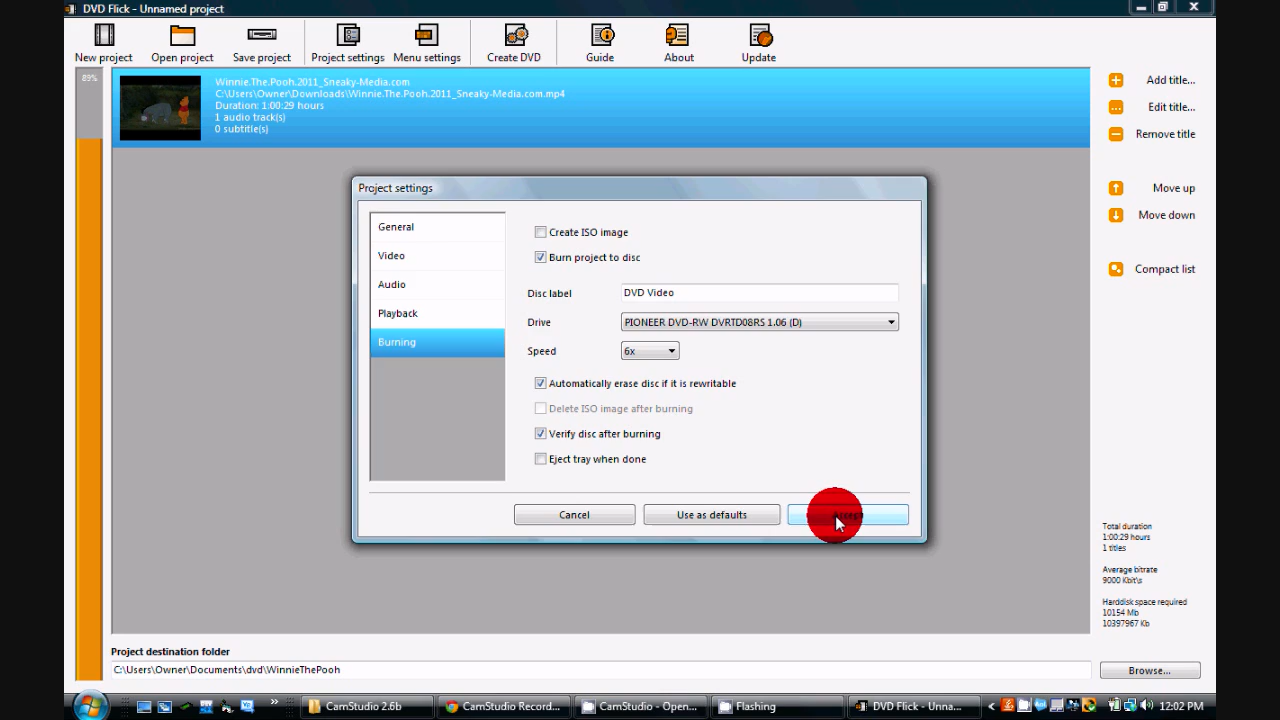 DVD Flick - Unnamed project
New project
Open project
Save project
Project settings
Menu settings
Create DVD
Guide
About
Update
89%
Winnie.The.Pooh.2011_Sneaky-Media.com
C:\Users\Owner\Downloads\Winnie.The.Pooh.2011_Sneaky-Media.com.mp4
Duration: 1:00:29 hours
1 audio track(s)
0 subtitle(s)
Add title...
Edit title...
Remove title
Move up
Move down
Compact list
Project settings
General
Video
Audio
Playback
Burning
Create ISO image
Burn project to disc
Disc label
DVD Video
Drive
PIONEER DVD-RW DVRTD08RS 1.06 (D)
Speed
6x
Automatically erase disc if it is rewritable
Delete ISO image after burning
Verify disc after burning
Eject tray when done
Cancel
Use as defaults
Total duration
1:00:29 hours
1 titles
Average bitrate
9000 Kbit\s
Harddisk space required
10154 Mb
10397967 Kb
Project destination folder
C:\Users\Owner\Documents\dvd\WinnieThePooh
Browse...
CamStudio 2.6b
CamStudio Record...
CamStudio - Open...
Flashing
DVD Flick - Unna...
12:02 PM